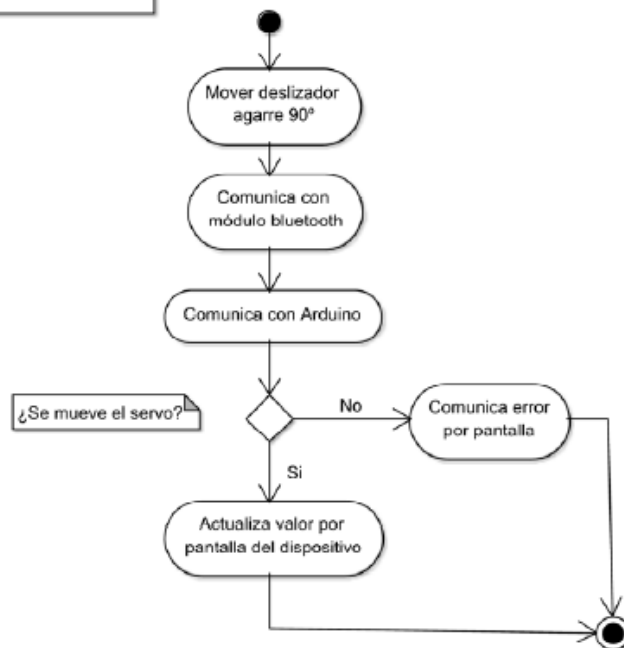 Mover deslizador
agarre 90º
Comunica con
módulo bluetooth
Comunica con Arduino
¿Se mueve el servo?
No
Comunica error
por pantalla
Si
Actualiza valor por
pantalla del dispositivo